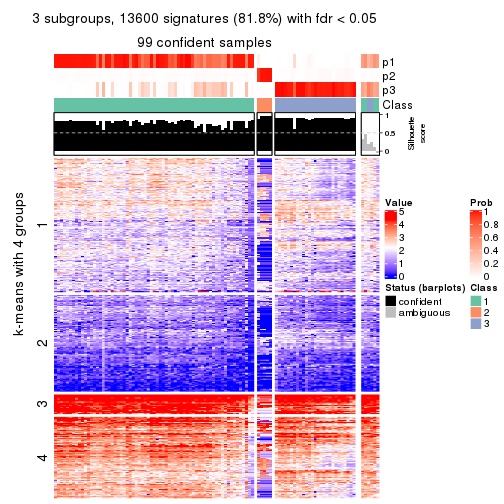 3 subgroups, 13600 signatures (81.8%) with fdr < 0.05
99 confident samples
p1
p2
p3
Class
1
0.5
0
Silhouette
score
k-means with 4 groups
1
2
3
4
Value
5
4
3
2
1
0
Prob
1
0.8
0.6
0.4
0.2
0
Status (barplots)
confident
ambiguous
Class
1
2
3